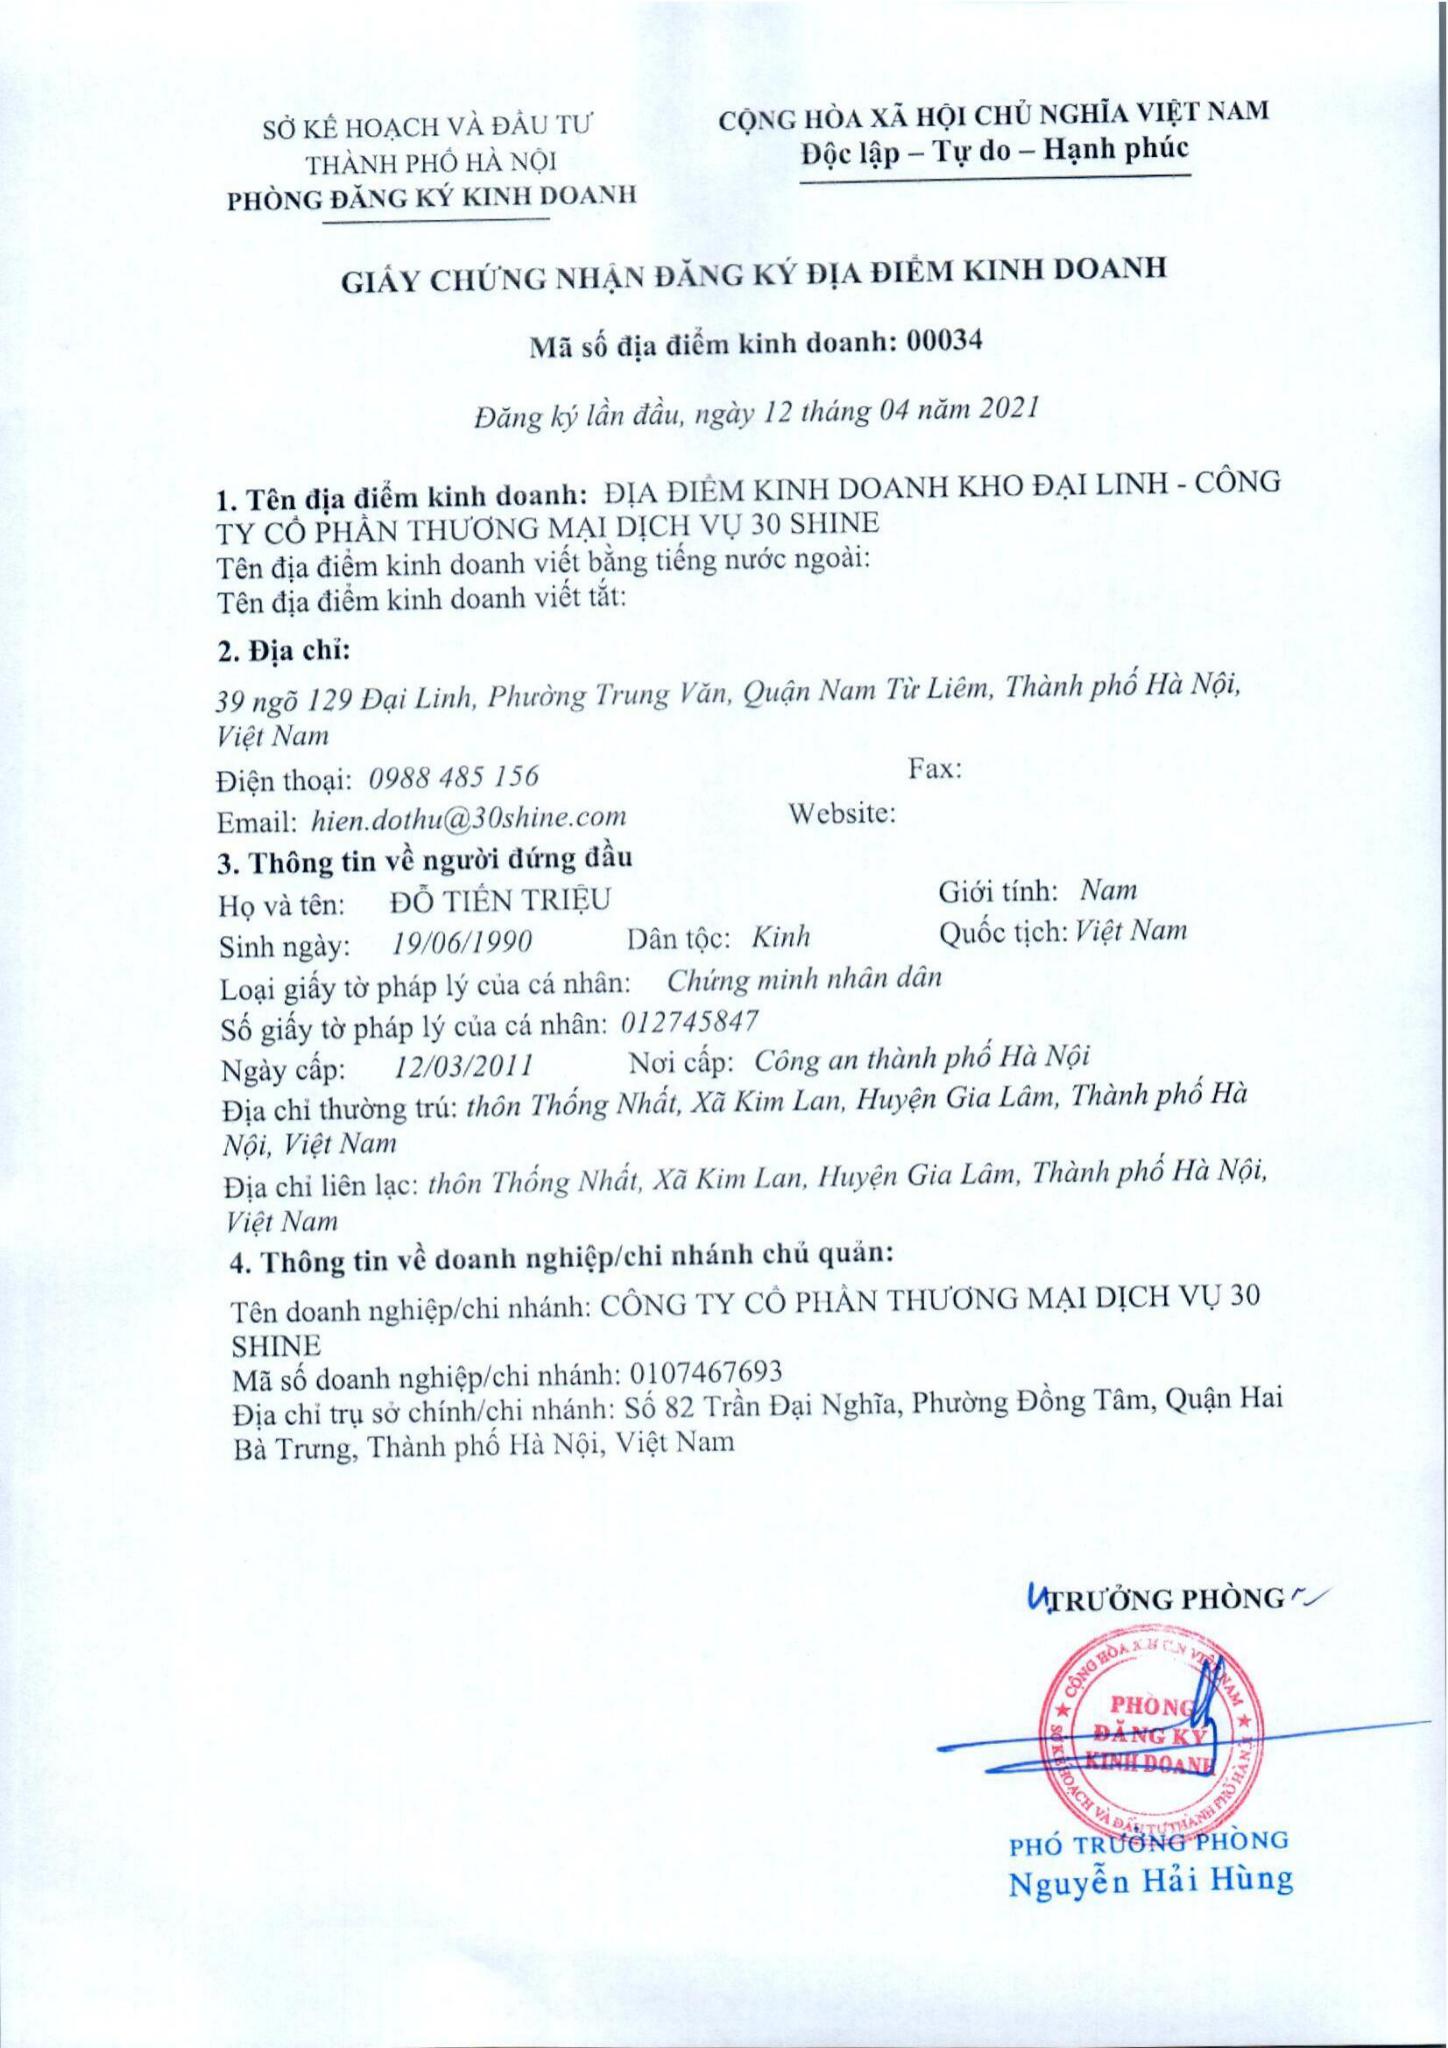 SỞ KẾ HOẠCH VÀ ĐẦU TƯ
THÀNH PHỐ HÀ NỘI
PHÒNG ĐĂNG KÝ KINH DOANH
CỘNG HÒA XÃ HỘI CHỦ NGHĨA VIỆT NAM
Độc lập – Tự do – Hạnh phúc
GIẤY CHỨNG NHẬN ĐĂNG KÝ ĐỊA ĐIỂM KINH DOANH
Mã số địa điểm kinh doanh: 00034
Đăng ký lần đầu, ngày 12 tháng 04 năm 2021
1. Tên địa điểm kinh doanh: ĐỊA ĐIỂM KINH DOANH KHO ĐẠI LINH - CÔNG
TY CỔ PHẦN THƯƠNG MẠI DỊCH VỤ 30 SHINE
Tên địa điểm kinh doanh viết bằng tiếng nước ngoài:
Tên địa điểm kinh doanh viết tắt:
2. Địa chỉ:
39 ngõ 129 Đại Linh, Phường Trung Văn, Quận Nam Từ Liêm, Thành phố Hà Nội,
Việt Nam
Điện thoại: 0988 485 156 Fax:
Email: hien.dothu@30shine.com Website:
3. Thông tin về người đứng đầu
Họ và tên: ĐỖ TIẾN TRIỆU Giới tính: Nam
Sinh ngày: 19/06/1990 Dân tộc: Kinh Quốc tịch: Việt Nam
Loại giấy tờ pháp lý của cá nhân: Chứng minh nhân dân
Số giấy tờ pháp lý của cá nhân: 012745847
Ngày cấp: 12/03/2011 Nơi cấp: Công an thành phố Hà Nội
Địa chỉ thường trú: thôn Thống Nhất, Xã Kim Lan, Huyện Gia Lâm, Thành phố Hà
Nội, Việt Nam
Địa chỉ liên lạc: thôn Thống Nhất, Xã Kim Lan, Huyện Gia Lâm, Thành phố Hà Nội,
Việt Nam
4. Thông tin về doanh nghiệp/chi nhánh chủ quản:
Tên doanh nghiệp/chi nhánh: CÔNG TY CỔ PHẦN THƯƠNG MẠI DỊCH VỤ 30
SHINE
Mã số doanh nghiệp/chi nhánh: 0107467693
Địa chỉ trụ sở chính/chi nhánh: Số 82 Trần Đại Nghĩa, Phường Đồng Tâm, Quận Hai
Bà Trưng, Thành phố Hà Nội, Việt Nam
TRƯỞNG PHÒNG
CỘNG HÒA X.H C.N VIỆT NAM
PHÒNG
ĐĂNG KÝ
KINH DOANH
SỞ KẾ HOẠCH VÀ ĐẦU TƯ THÀNH PHỐ HÀ NỘI
PHÓ TRƯỞNG PHÒNG
Nguyễn Hải Hùng